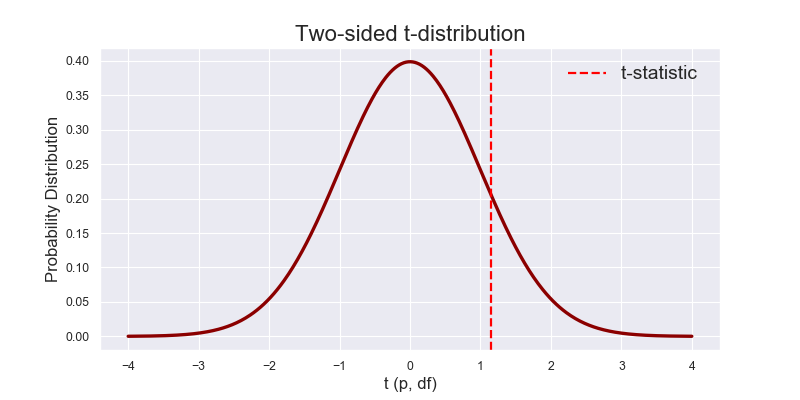 Two-sided t-distribution
t-statistic
Probability Distribution
0.40
0.35
0.30
0.25
0.20
0.15
0.10
0.05
0.00
−4 −3 −2 −1 0 1 2 3 4
t (p, df)